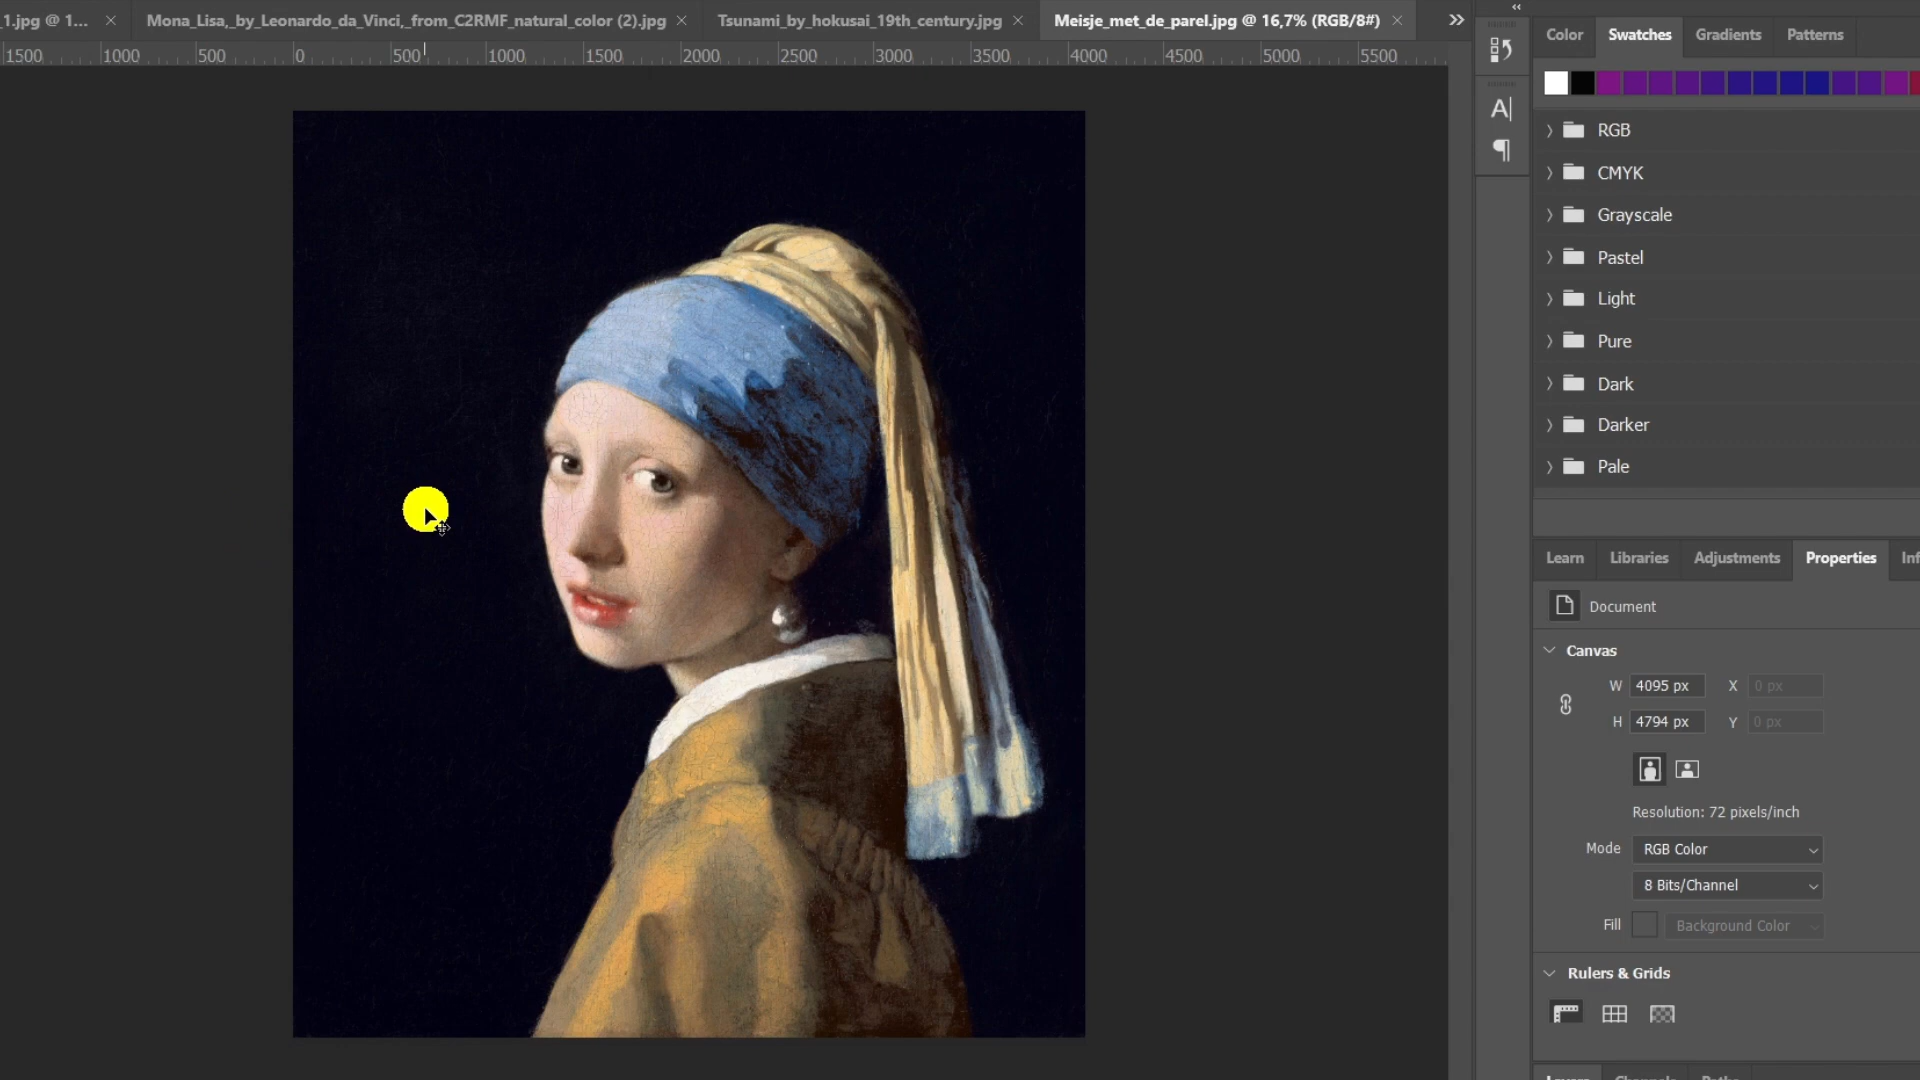 _1.jpg @ 1... × Mona_Lisa,_by_Leonardo_da_Vinci,_from_C2RMF_natural_color (2).jpg × Tsunami_by_hokusai_19th_century.jpg × Meisje_met_de_parel.jpg @ 16,7% (RGB/8#) ×
1500 1000 500 0 500 1000 1500 2000 2500 3000 3500 4000 4500 5000 5500
Color Swatches Gradients Patterns
RGB
CMYK
Grayscale
Pastel
Light
Pure
Dark
Darker
Pale
Learn Libraries Adjustments Properties Inf
Document
Canvas
W 4095 px X 0 px
H 4794 px Y 0 px
Resolution: 72 pixels/inch
Mode RGB Color
8 Bits/Channel
Fill Background Color
Rulers & Grids